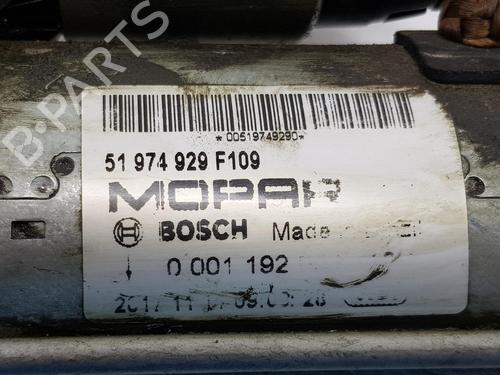 *00519749290*
51 974 929 F109
MOPAR
BOSCH Made
0 001 192
B-PARTS